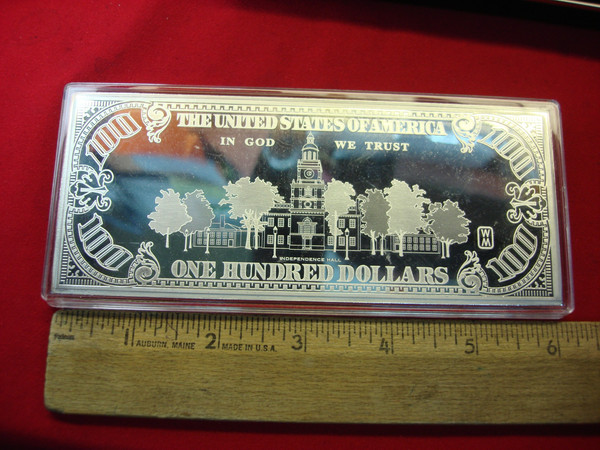 100 THE UNITED STATES OF AMERICA 100
IN GOD WE TRUST
INDEPENDENCE HALL
WM
100 ONE HUNDRED DOLLARS 100
1 2 3 4 5 6
AUBURN, MAINE MADE IN U.S.A.